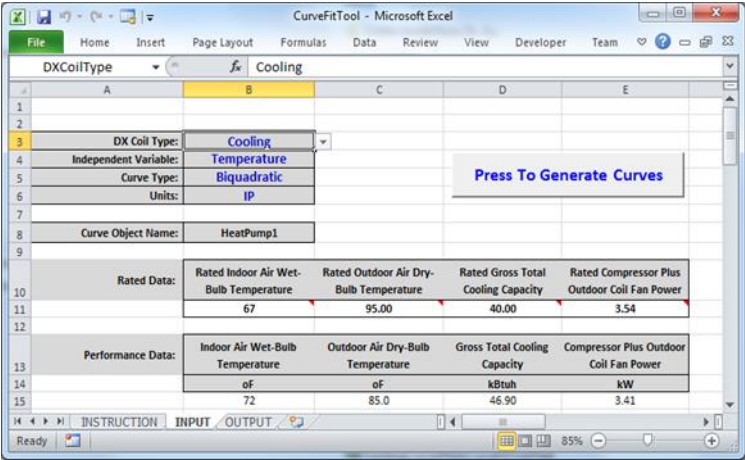 CurveFitTool - Microsoft Excel
File Home Insert Page Layout Formulas Data Review View Developer Team
DXCoilType fx Cooling
A B C D E
1
2
3 DX Coil Type: Cooling
4 Independent Variable: Temperature
5 Curve Type: Biquadratic
Press To Generate Curves
6 Units: IP
7
8 Curve Object Name: HeatPump1
9
Rated Data: Rated Indoor Air Wet- Rated Outdoor Air Dry- Rated Gross Total Rated Compressor Plus
10 Bulb Temperature Bulb Temperature Cooling Capacity Outdoor Coil Fan Power
11 67 95.00 40.00 3.54
12
Performance Data: Indoor Air Wet-Bulb Outdoor Air Dry-Bulb Gross Total Cooling Compressor Plus Outdoor
13 Temperature Temperature Capacity Coil Fan Power
14 oF oF kBtuh kW
15 72 85.0 46.90 3.41
INSTRUCTION INPUT OUTPUT
Ready 85%